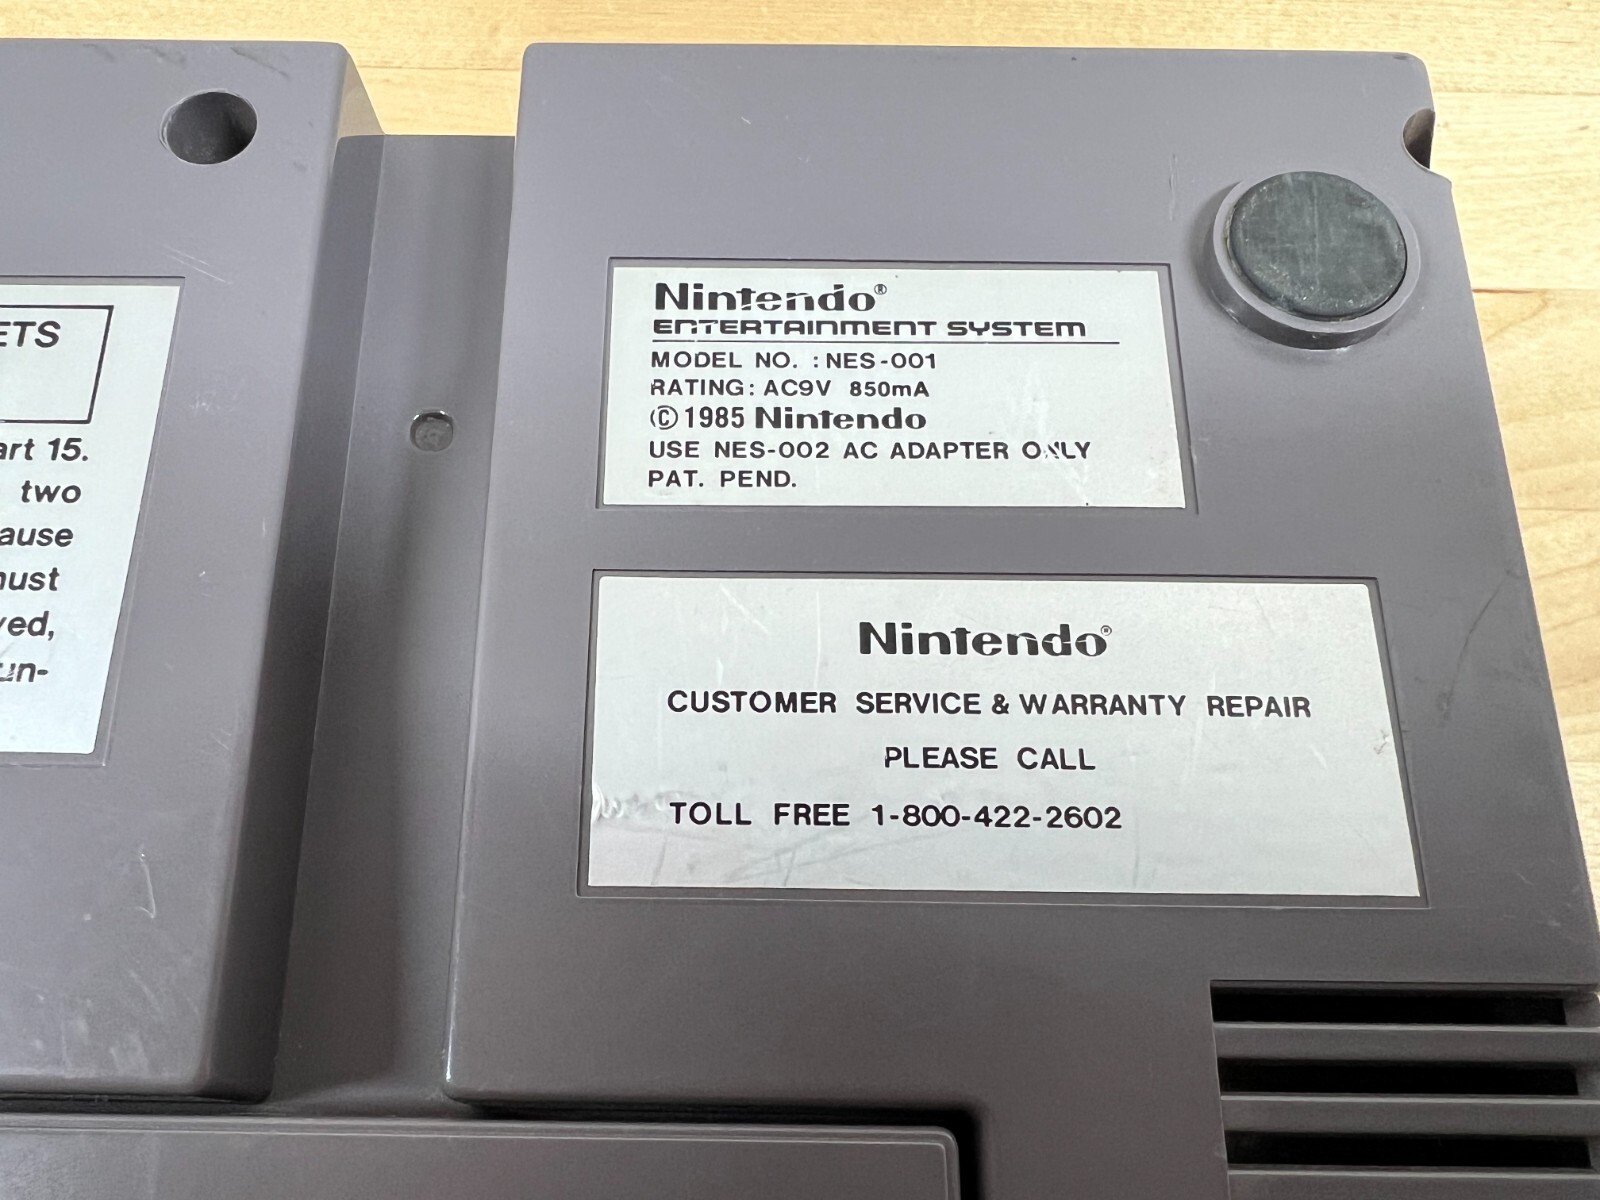 ETS
art 15.
two
ause
must
ved,
un-
Nintendo®
ENTERTAINMENT SYSTEM
MODEL NO. : NES-001
RATING: AC9V 850mA
© 1985 Nintendo
USE NES-002 AC ADAPTER ONLY
PAT. PEND.
Nintendo®
CUSTOMER SERVICE & WARRANTY REPAIR
PLEASE CALL
TOLL FREE 1-800-422-2602